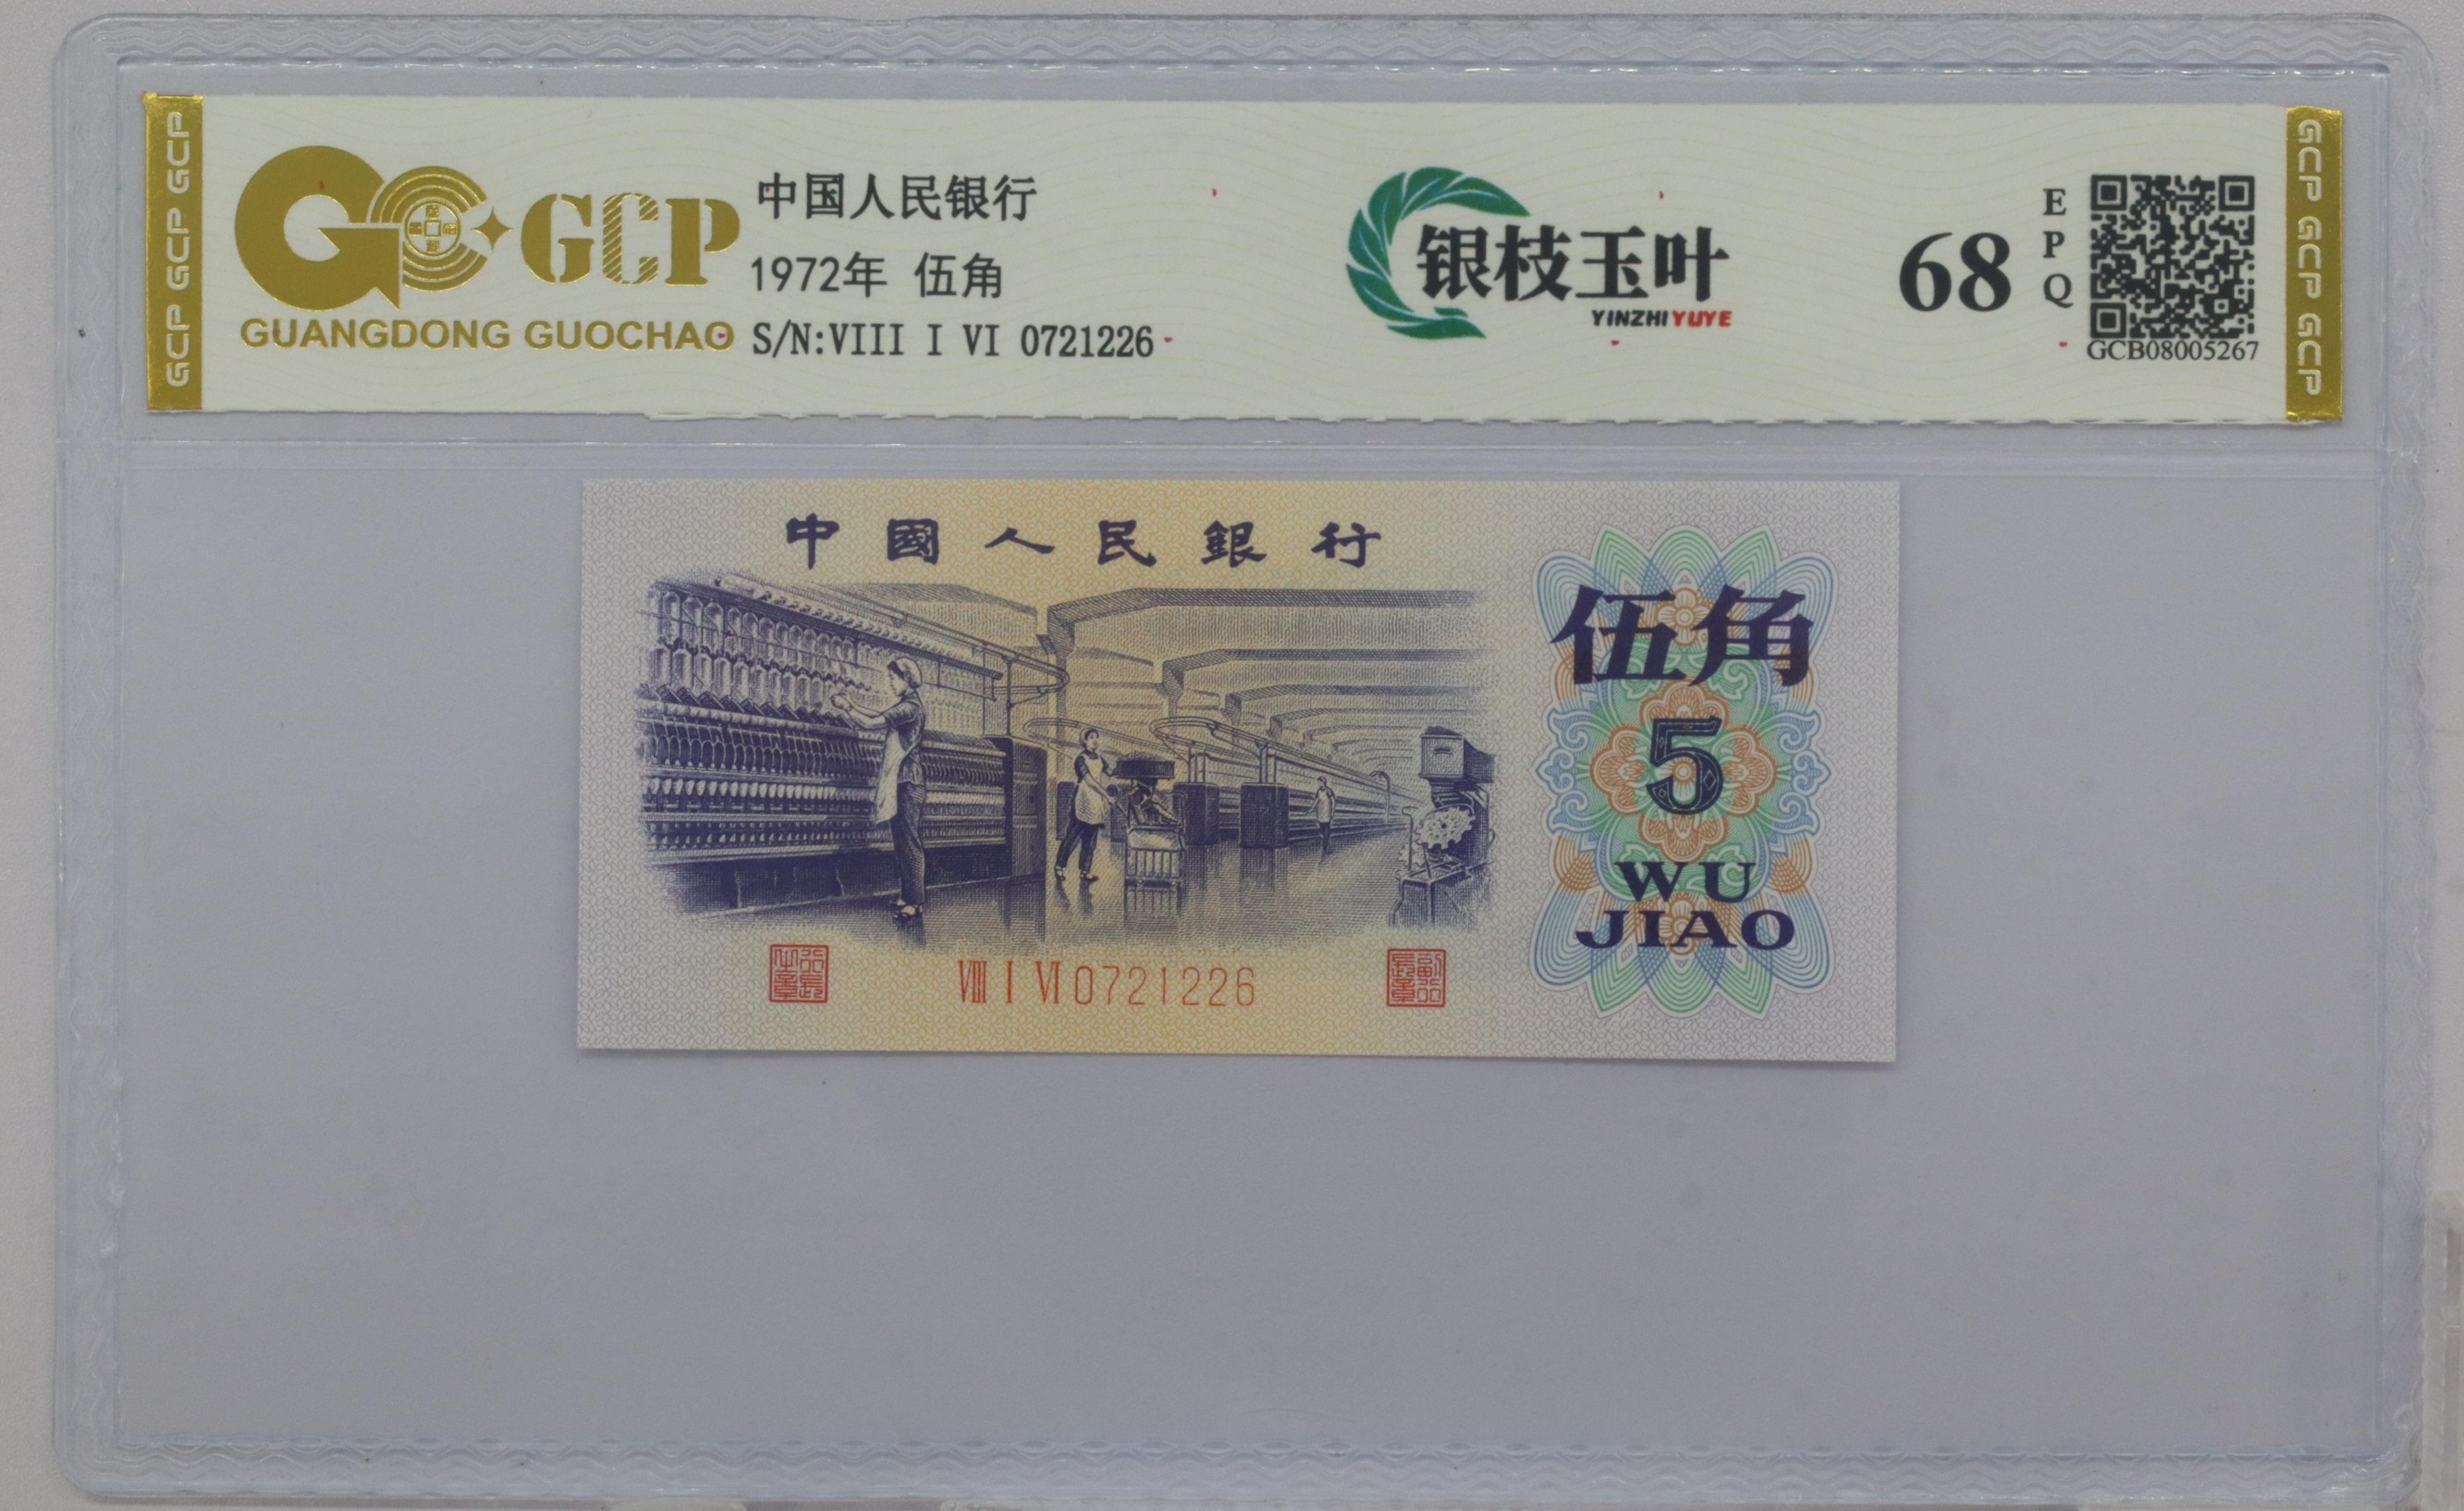 GCP GCP GCP
GCP
GUANGDONG GUOCHAO
中国人民银行
1972年 伍角
S/N:VIII I VI 0721226
银枝玉叶
YINZHIYUYE
68
EPQ
GCB08005267
GCP GCP GCP
中國人民銀行
伍角
5
WU
JIAO
VIII I VI 0721226